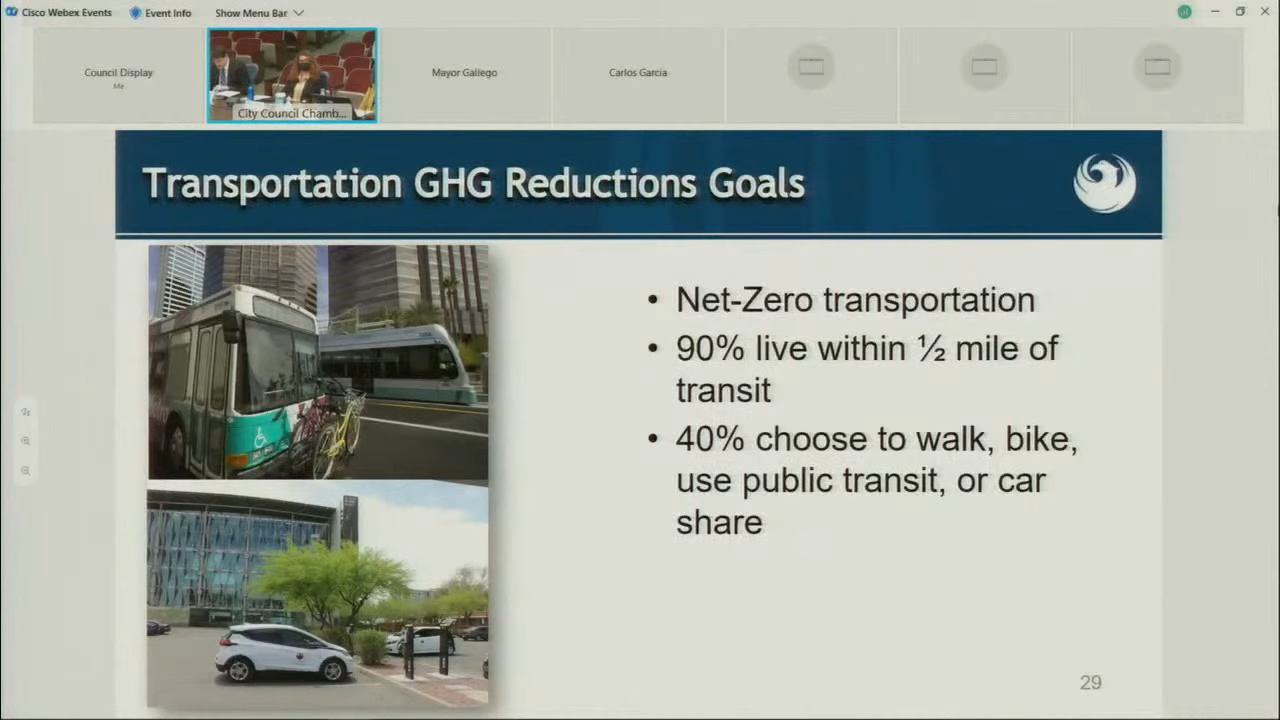 Cisco Webex Events
Event Info
Show Menu Bar
Council Display
Me
City Council Chamb...
Mayor Gallego
Carlos Garcia
Transportation GHG Reductions Goals
• Net-Zero transportation
• 90% live within ½ mile of
transit
• 40% choose to walk, bike,
use public transit, or car
share
29